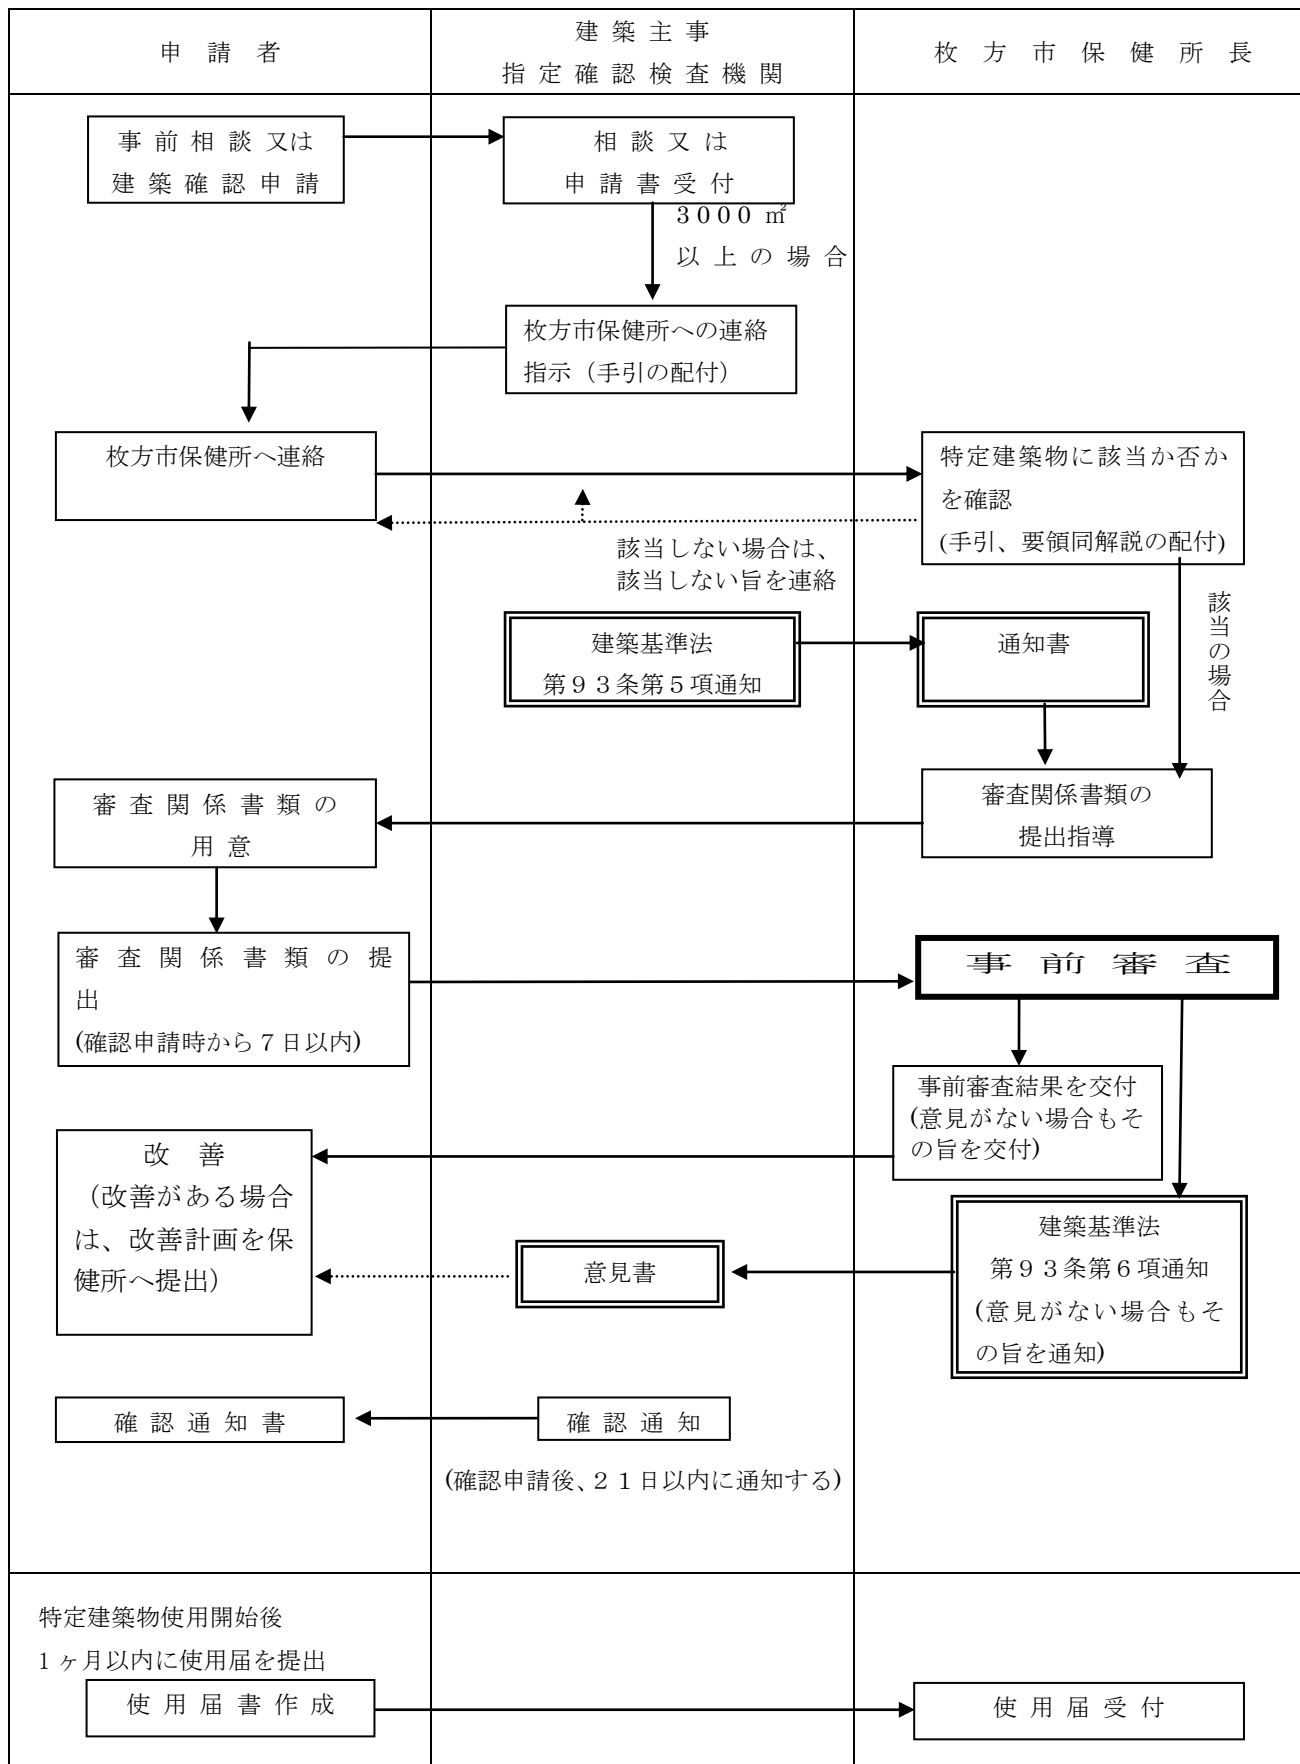 申請者
建築主事
指定確認検査機関
枚方市保健所長
事前相談又は
建築確認申請
相談又は
申請書受付
3000 ㎡
以上の場合
枚方市保健所への連絡
指示（手引の配付）
枚方市保健所へ連絡
特定建築物に該当か否か
を確認
(手引、要領同解説の配付)
該当しない場合は、
該当しない旨を連絡
該当の場合
建築基準法
第９３条第５項通知
通知書
審査関係書類の
用意
審査関係書類の
提出指導
審査関係書類の提
出
(確認申請時から７日以内)
事前審査
事前審査結果を交付
(意見がない場合もそ
の旨を交付)
改　善
（改善がある場合
は、改善計画を保
健所へ提出）
意見書
建築基準法
第９３条第６項通知
(意見がない場合もそ
の旨を通知)
確認通知書
確認通知
(確認申請後、２１日以内に通知する)
特定建築物使用開始後
1 ヶ月以内に使用届を提出
使用届書作成
使用届受付